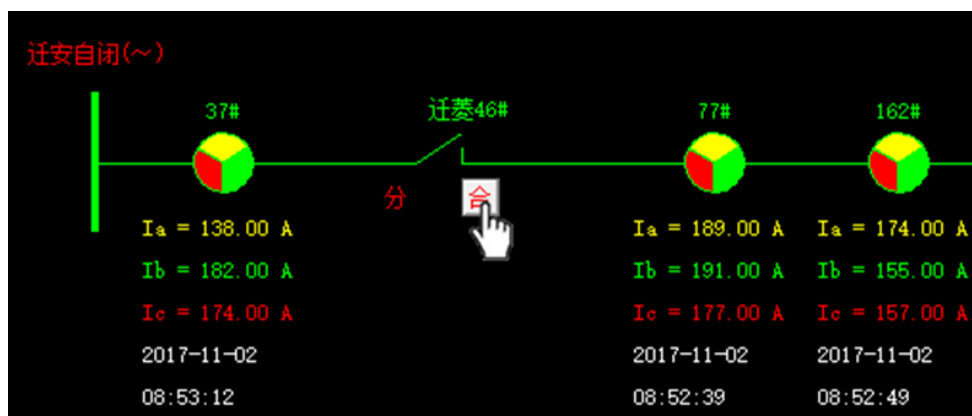 迁安自闭(～)
37# 迁菱46# 77# 162#
分 合
Ia = 138.00 A Ia = 189.00 A Ia = 174.00 A
Ib = 182.00 A Ib = 191.00 A Ib = 155.00 A
Ic = 174.00 A Ic = 177.00 A Ic = 157.00 A
2017-11-02 2017-11-02 2017-11-02
08:53:12 08:52:39 08:52:49